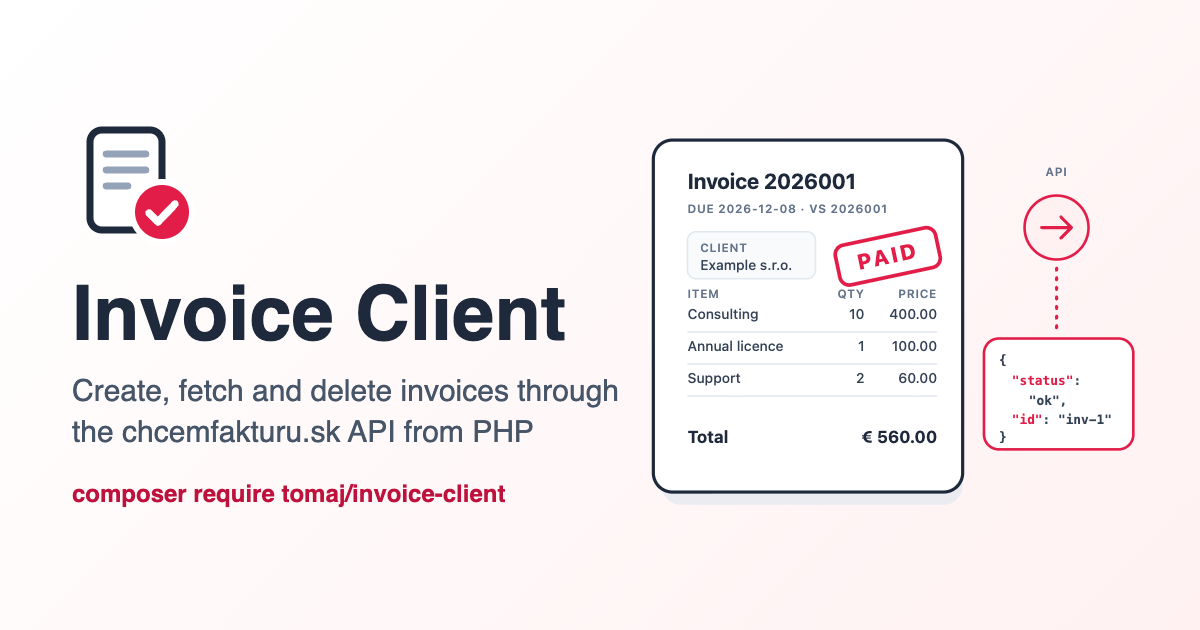 Invoice Client
Create, fetch and delete invoices through
the chcemfakturu.sk API from PHP
composer require tomaj/invoice-client
Invoice 2026001
DUE 2026-12-08 · VS 2026001
CLIENT
Example s.r.o.
PAID
ITEM QTY PRICE
Consulting 10 400.00
Annual licence 1 100.00
Support 2 60.00
Total € 560.00
API
{
"status":
"ok",
"id": "inv-1"
}